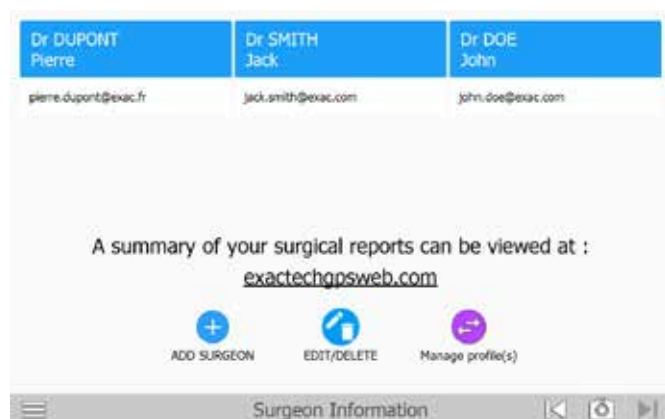 Dr DUPONT
Pierre
Dr SMITH
Jack
Dr DOE
John
pierre.dupont@exac.fr
jack.smith@exac.com
john.doe@exac.com
A summary of your surgical reports can be viewed at :
exactechgpsweb.com
ADD SURGEON
EDIT/DELETE
Manage profile(s)
Surgeon Information